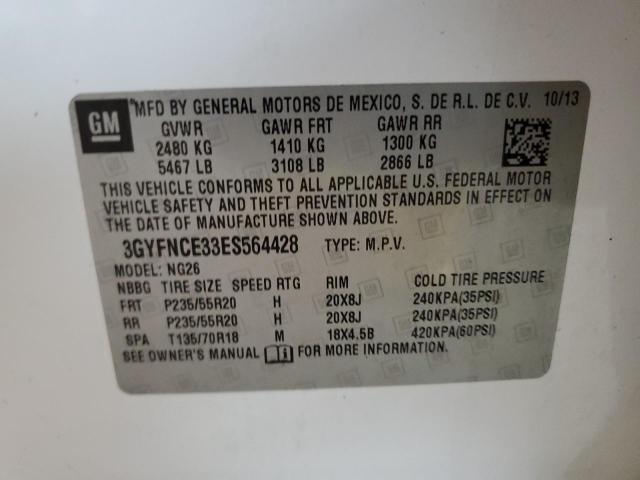 GM
MFD BY GENERAL MOTORS DE MEXICO, S. DE R.L. DE C.V. 10/13
GVWR GAWR FRT GAWR RR
2480 KG 1410 KG 1300 KG
5467 LB 3108 LB 2866 LB
THIS VEHICLE CONFORMS TO ALL APPLICABLE U.S. FEDERAL MOTOR
VEHICLE SAFETY AND THEFT PREVENTION STANDARDS IN EFFECT ON
THE DATE OF MANUFACTURE SHOWN ABOVE.
3GYFNCE33ES564428 TYPE: M.P.V.
MODEL: NG26
NBBG TIRE SIZE SPEED RTG RIM COLD TIRE PRESSURE
FRT P235/55R20 H 20X8J 240KPA(35PSI)
RR P235/55R20 H 20X8J 240KPA(35PSI)
SPA T135/70R18 M 18X4.5B 420KPA(60PSI)
SEE OWNER'S MANUAL FOR MORE INFORMATION.